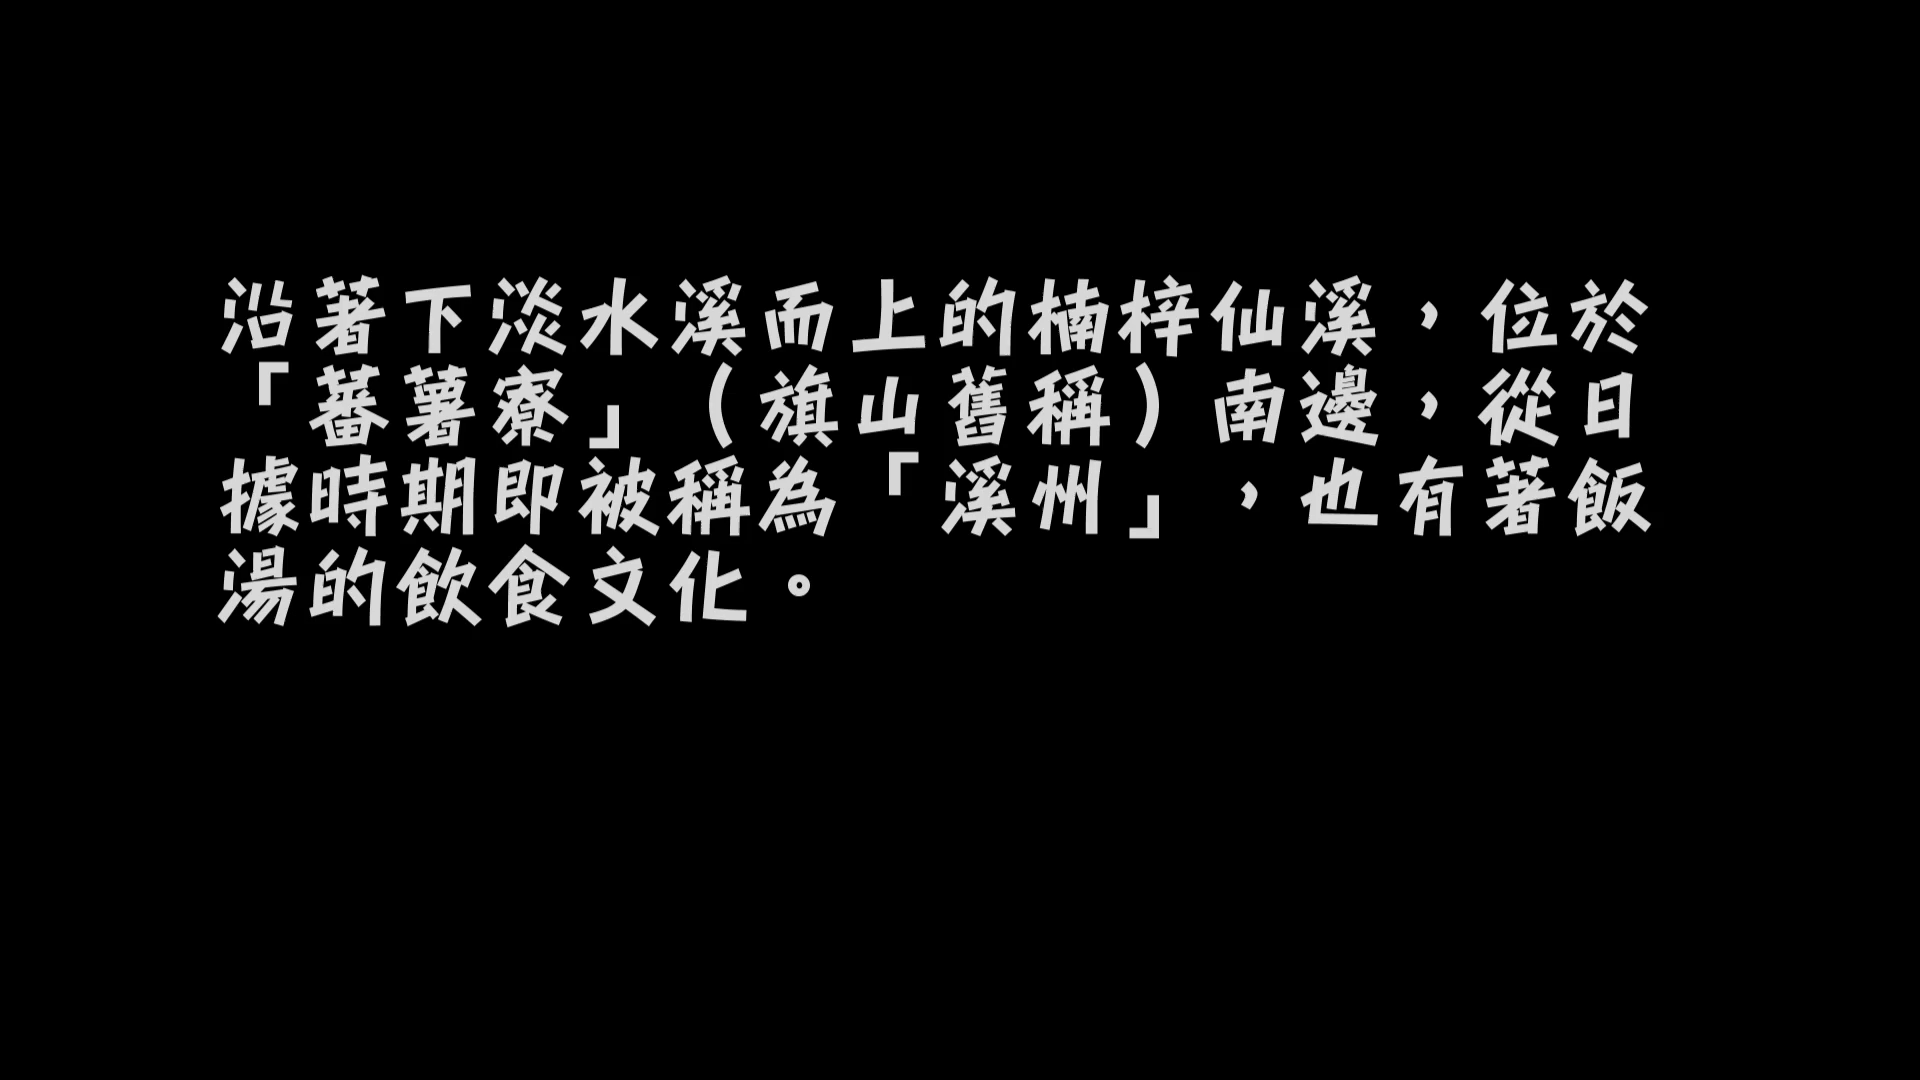 沿著下淡水溪而上的楠梓仙溪，位於
「蕃薯寮」（旗山舊稱）南邊，從日
據時期即被稱為「溪州」，也有著飯
湯的飲食文化。